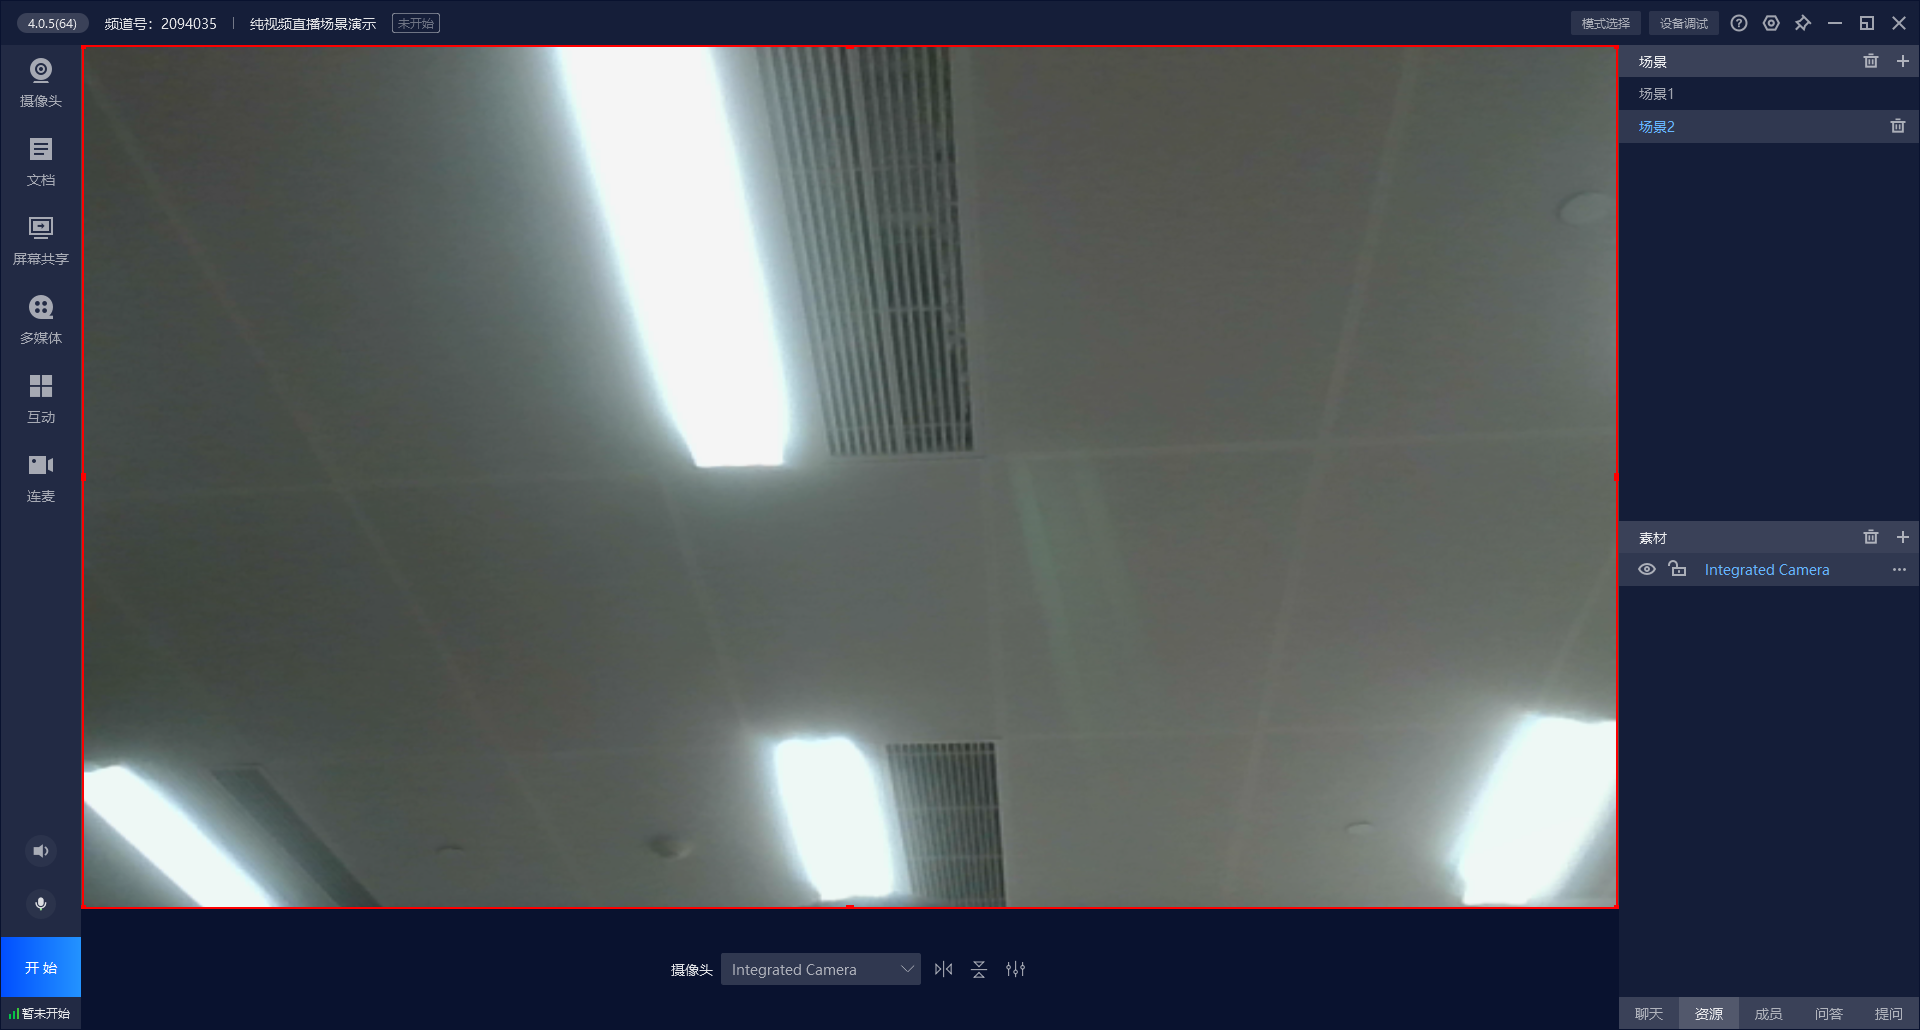 4.0.5(64) 频道号：2094035 纯视频直播场景演示 未开始 模式选择 设备调试
摄像头
文档
屏幕共享
多媒体
互动
连麦
开始
暂未开始
摄像头 Integrated Camera
场景
场景1
场景2
素材
Integrated Camera
聊天 资源 成员 问答 提问